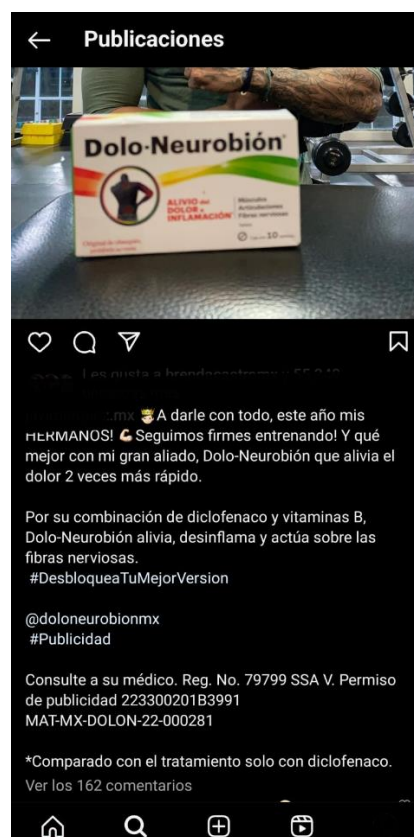 Publicaciones
Dolo-Neurobión®
ALIVIO del
DOLOR e
INFLAMACIÓN
Músculos
Articulaciones
Fibras nerviosas
10
.mx 🤴A darle con todo, este año mis
HERMANOS! 💪🏻Seguimos firmes entrenando! Y qué
mejor con mi gran aliado, Dolo-Neurobión que alivia el
dolor 2 veces más rápido.
Por su combinación de diclofenaco y vitaminas B,
Dolo-Neurobión alivia, desinflama y actúa sobre las
fibras nerviosas.
#DesbloqueaTuMejorVersion
@doloneurobionmx
#Publicidad
Consulte a su médico. Reg. No. 79799 SSA V. Permiso
de publicidad 223300201B3991
MAT-MX-DOLON-22-000281
*Comparado con el tratamiento solo con diclofenaco.
Ver los 162 comentarios